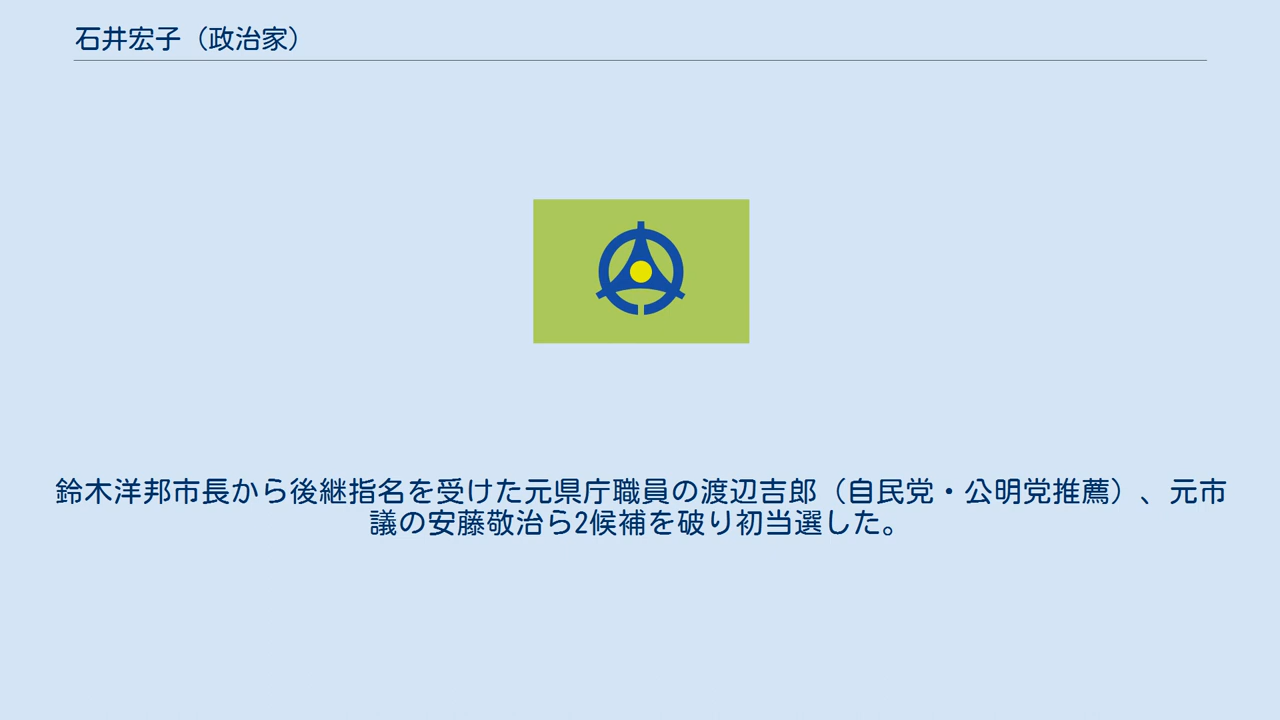 石井宏子（政治家）
鈴木洋邦市長から後継指名を受けた元県庁職員の渡辺吉郎（自民党・公明党推薦）、元市
議の安藤敬治ら2候補を破り初当選した。